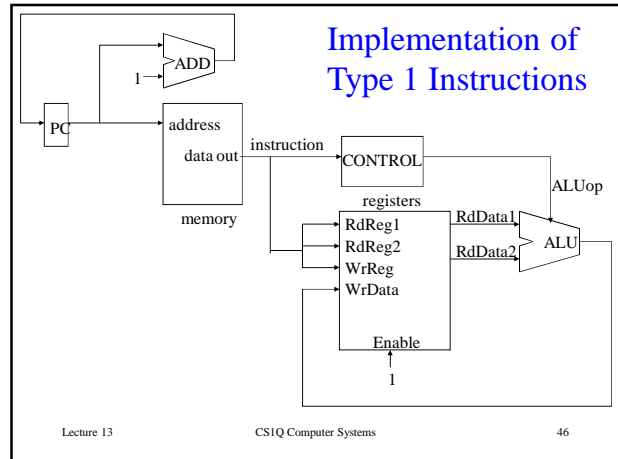 Implementation of
Type 1 Instructions
ADD
1
PC
address
data out
memory
instruction
CONTROL
ALUop
registers
RdReg1
RdReg2
WrReg
WrData
Enable
1
RdData1
RdData2
ALU
Lecture 13
CS1Q Computer Systems
46